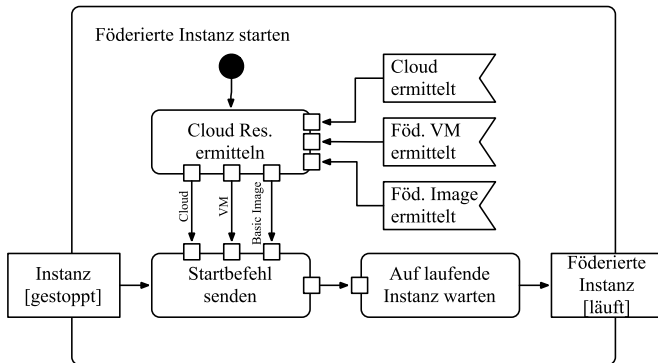 Föderierte Instanz starten
Cloud
ermittelt
Cloud Res.
ermitteln
Föd. VM
ermittelt
Föd. Image
ermittelt
Cloud
VM
Basic Image
Instanz
[gestoppt]
Startbefehl
senden
Auf laufende
Instanz warten
Föderierte
Instanz
[läuft]